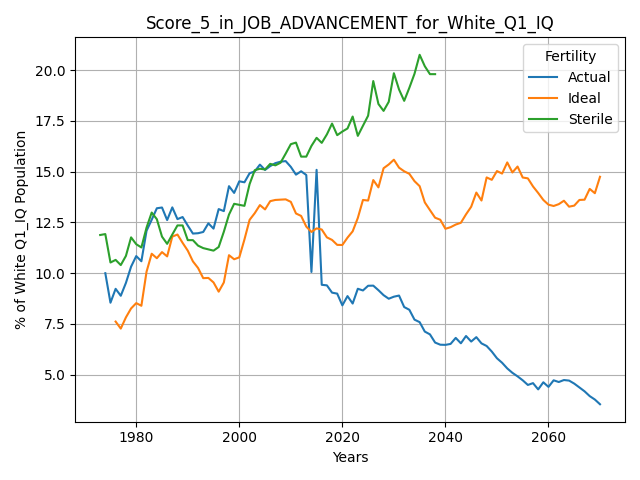 Score_5_in_JOB_ADVANCEMENT_for_White_Q1_IQ
% of White Q1_IQ Population
20.0
17.5
15.0
12.5
10.0
7.5
5.0
Fertility
Actual
Ideal
Sterile
1980
2000
2020
2040
2060
Years